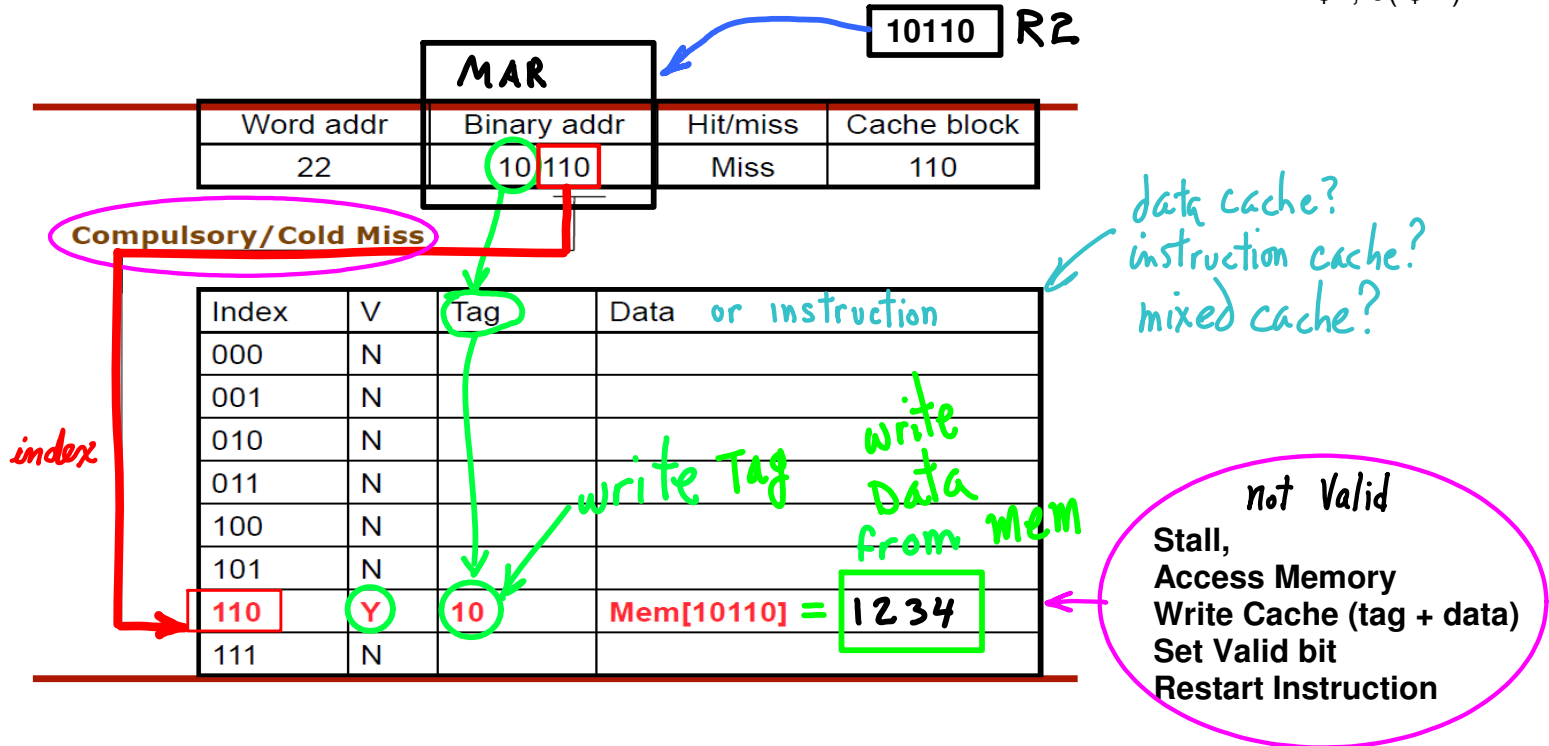 10110 R2
MAR
Word addr Binary addr Hit/miss Cache block
22 10 110 Miss 110
Compulsory/Cold Miss
data cache?
instruction cache?
mixed cache?
Index V Tag Data or instruction
000 N
001 N
010 N
011 N
100 N
101 N
110 Y 10 Mem[10110] = 1234
111 N
index
write Tag
write
Data
from mem
not Valid
Stall,
Access Memory
Write Cache (tag + data)
Set Valid bit
Restart Instruction